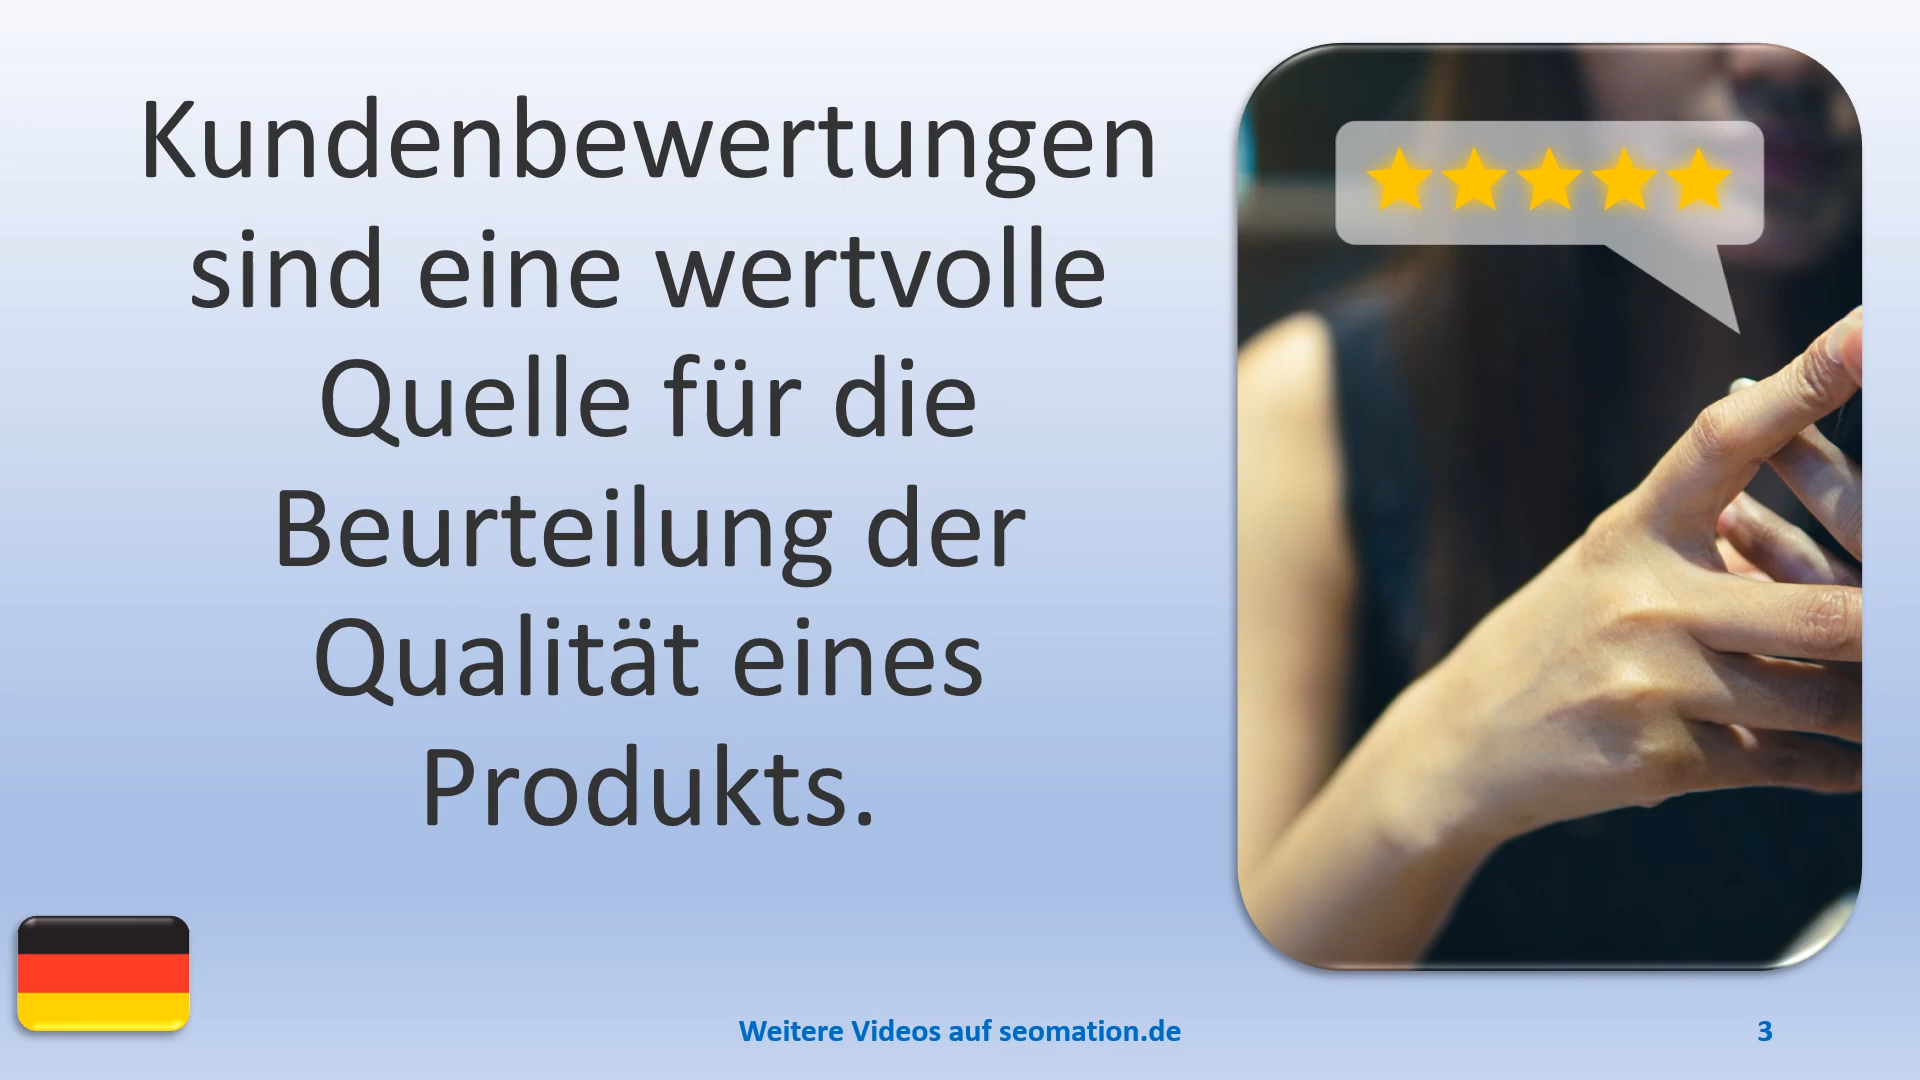 Kundenbewertungen
sind eine wertvolle
Quelle für die
Beurteilung der
Qualität eines
Produkts.
Weitere Videos auf seomation.de
3